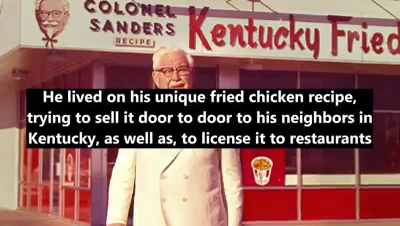 COLONEL
SANDERS
RECIPE
Kentucky Fried
He lived on his unique fried chicken recipe,
trying to sell it door to door to his neighbors in
Kentucky, as well as, to license it to restaurants